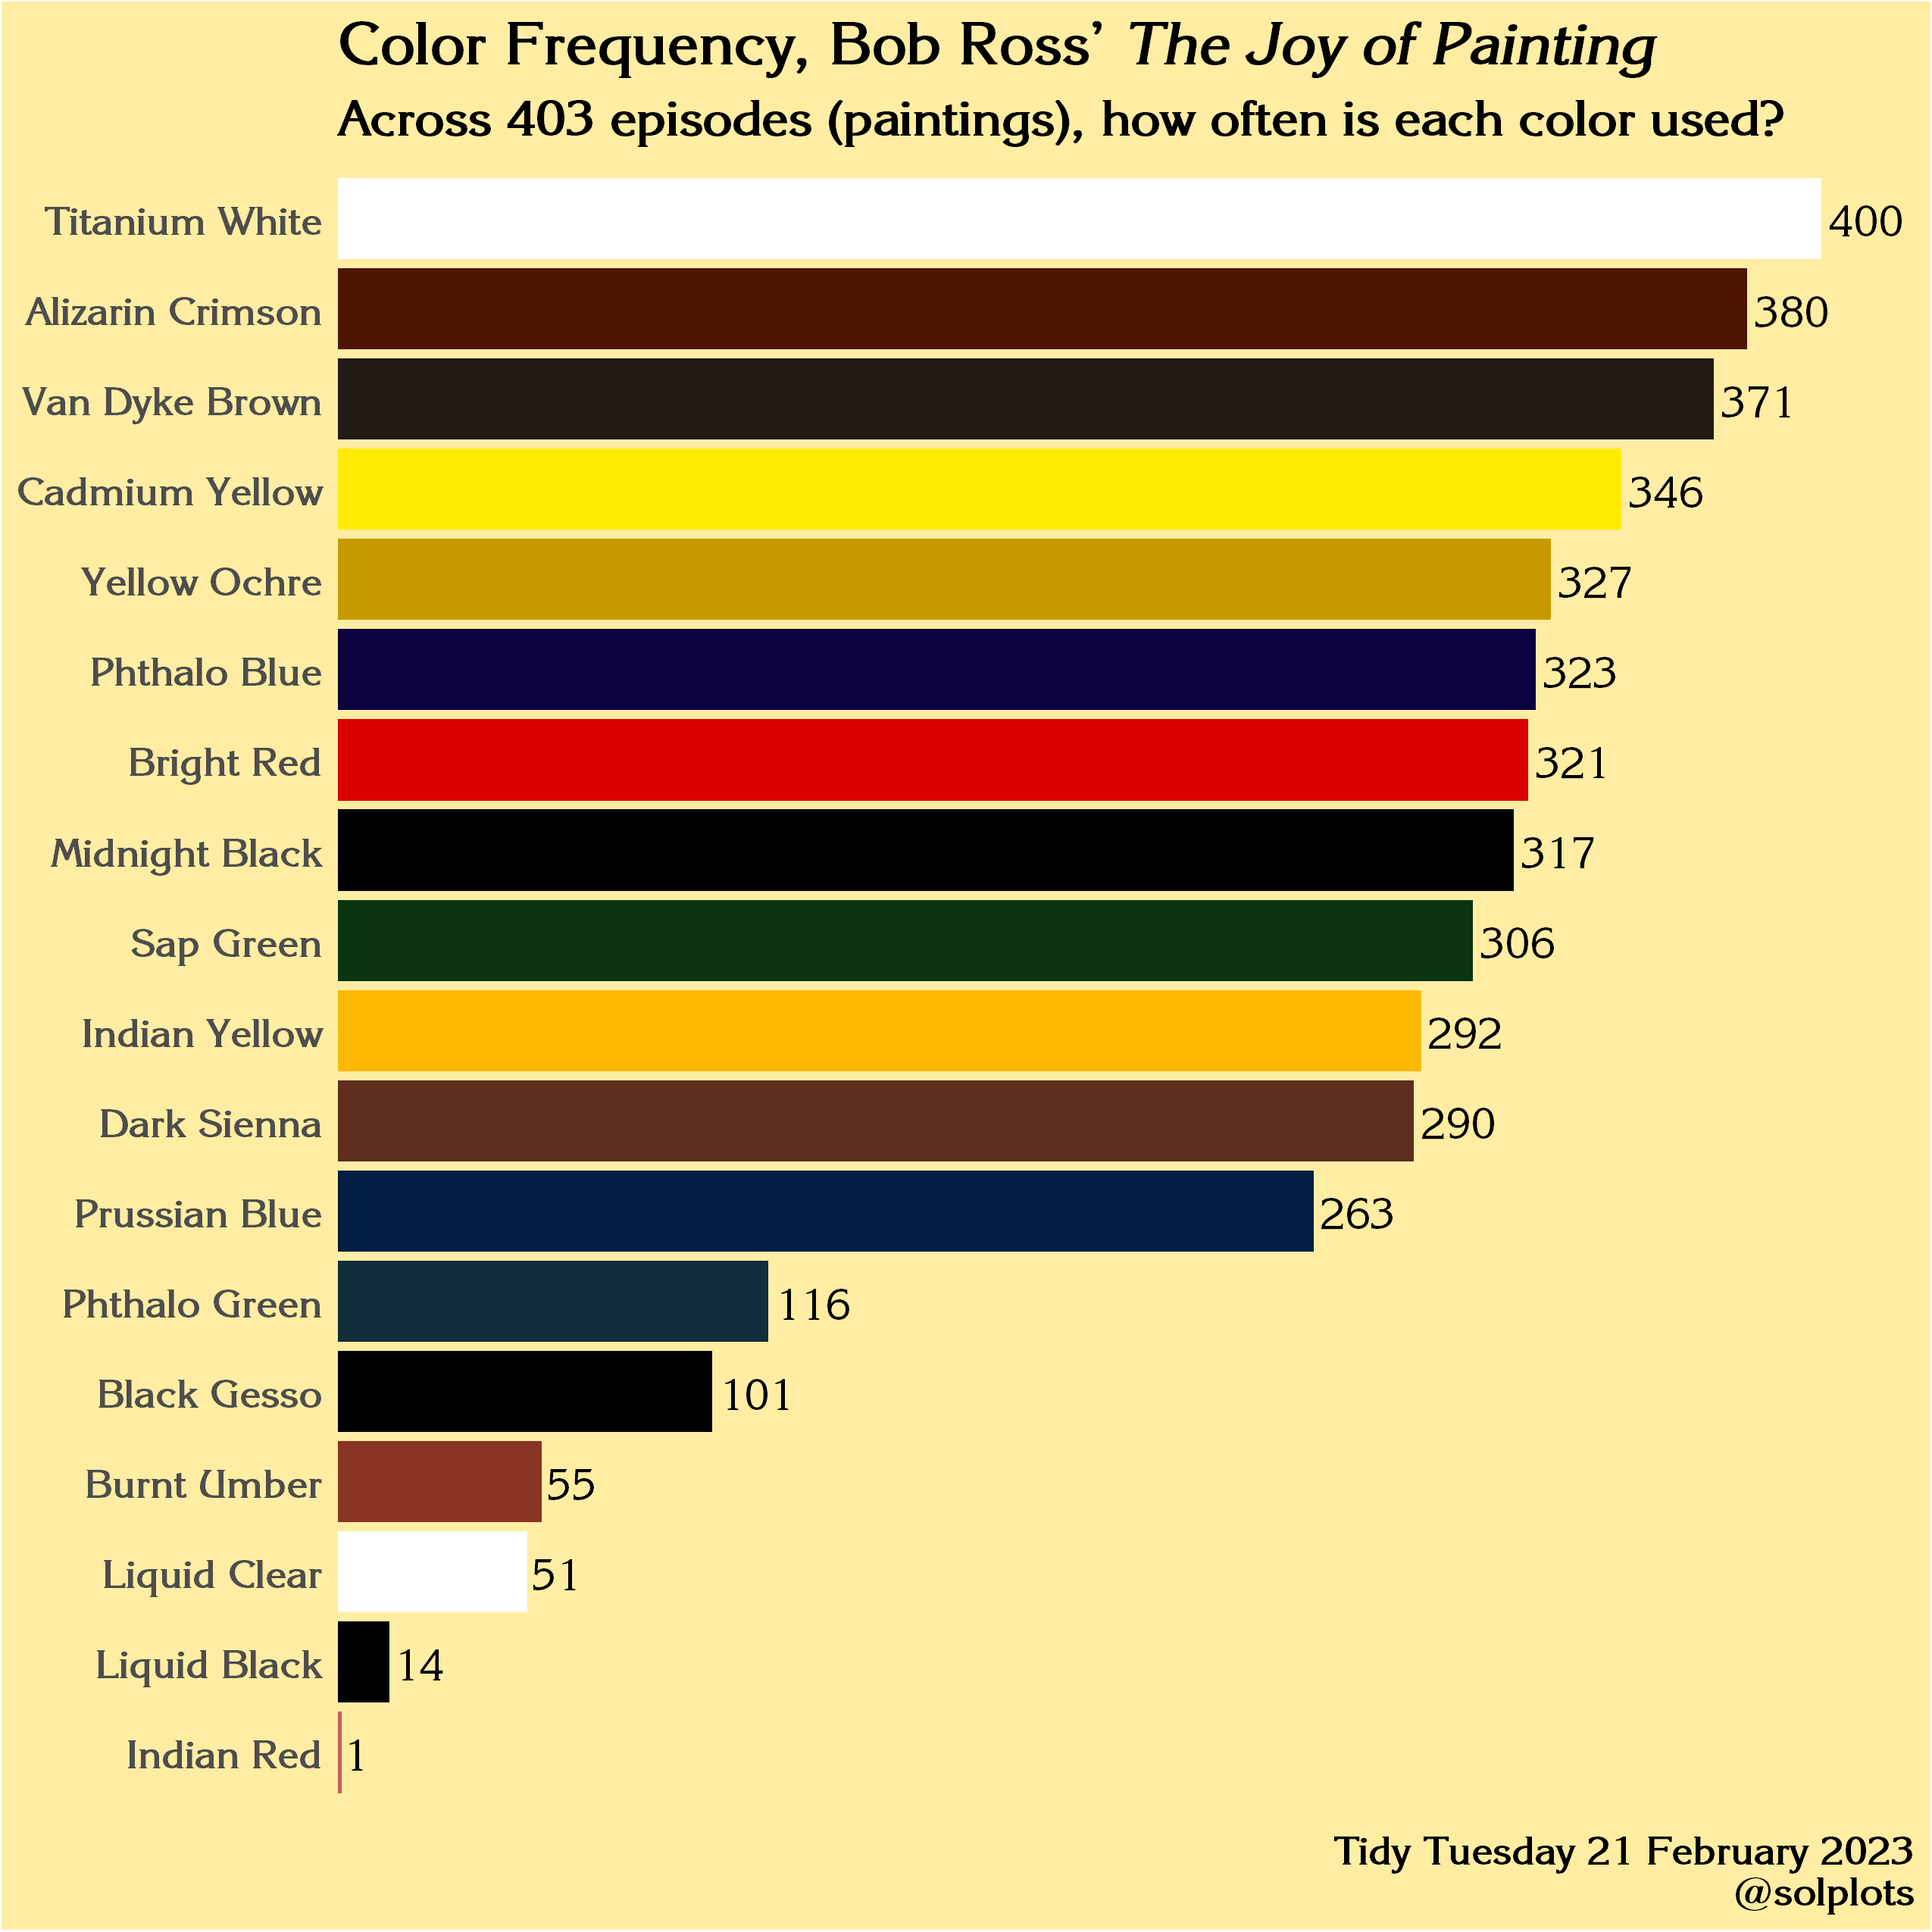 Color Frequency, Bob Ross’ The Joy of Painting
Across 403 episodes (paintings), how often is each color used?
Titanium White 400
Alizarin Crimson 380
Van Dyke Brown 371
Cadmium Yellow 346
Yellow Ochre 327
Phthalo Blue 323
Bright Red 321
Midnight Black 317
Sap Green 306
Indian Yellow 292
Dark Sienna 290
Prussian Blue 263
Phthalo Green 116
Black Gesso 101
Burnt Umber 55
Liquid Clear 51
Liquid Black 14
Indian Red 1
Tidy Tuesday 21 February 2023
@solplots